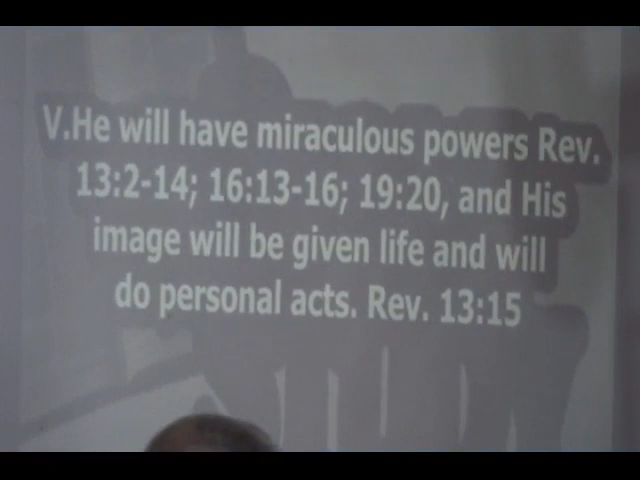 V.He will have miraculous powers Rev.
13:2-14; 16:13-16; 19:20, and His
image will be given life and will
do personal acts. Rev. 13:15